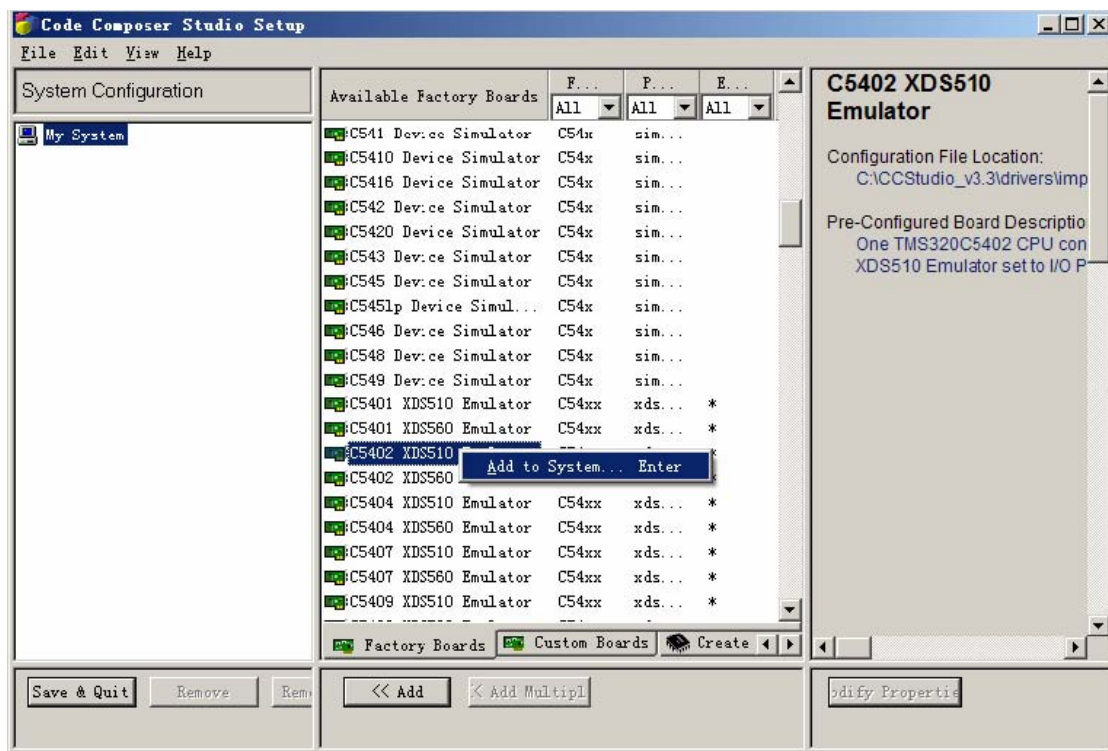 Code Composer Studio Setup
File Edit View Help
System Configuration
My System
Available Factory Boards F... P... E...
All All All
C541 Device Simulator C54x sim...
C5410 Device Simulator C54x sim...
C5416 Device Simulator C54x sim...
C542 Device Simulator C54x sim...
C5420 Device Simulator C54x sim...
C543 Device Simulator C54x sim...
C545 Device Simulator C54x sim...
C545lp Device Simul... C54x sim...
C546 Device Simulator C54x sim...
C548 Device Simulator C54x sim...
C549 Device Simulator C54x sim...
C5401 XDS510 Emulator C54xx xds... *
C5401 XDS560 Emulator C54xx xds... *
C5402 XDS510
Add to System... Enter
C5402 XDS560
C5404 XDS510 Emulator C54xx xds... *
C5404 XDS560 Emulator C54xx xds... *
C5407 XDS510 Emulator C54xx xds... *
C5407 XDS560 Emulator C54xx xds... *
C5409 XDS510 Emulator C54xx xds... *
Factory Boards Custom Boards Create
C5402 XDS510
Emulator
Configuration File Location:
C:\CCStudio_v3.3\drivers\imp
Pre-Configured Board Descriptio
One TMS320C5402 CPU con
XDS510 Emulator set to I/O P
Save & Quit Remove Rem
<< Add < Add Multipl
odify Propertie